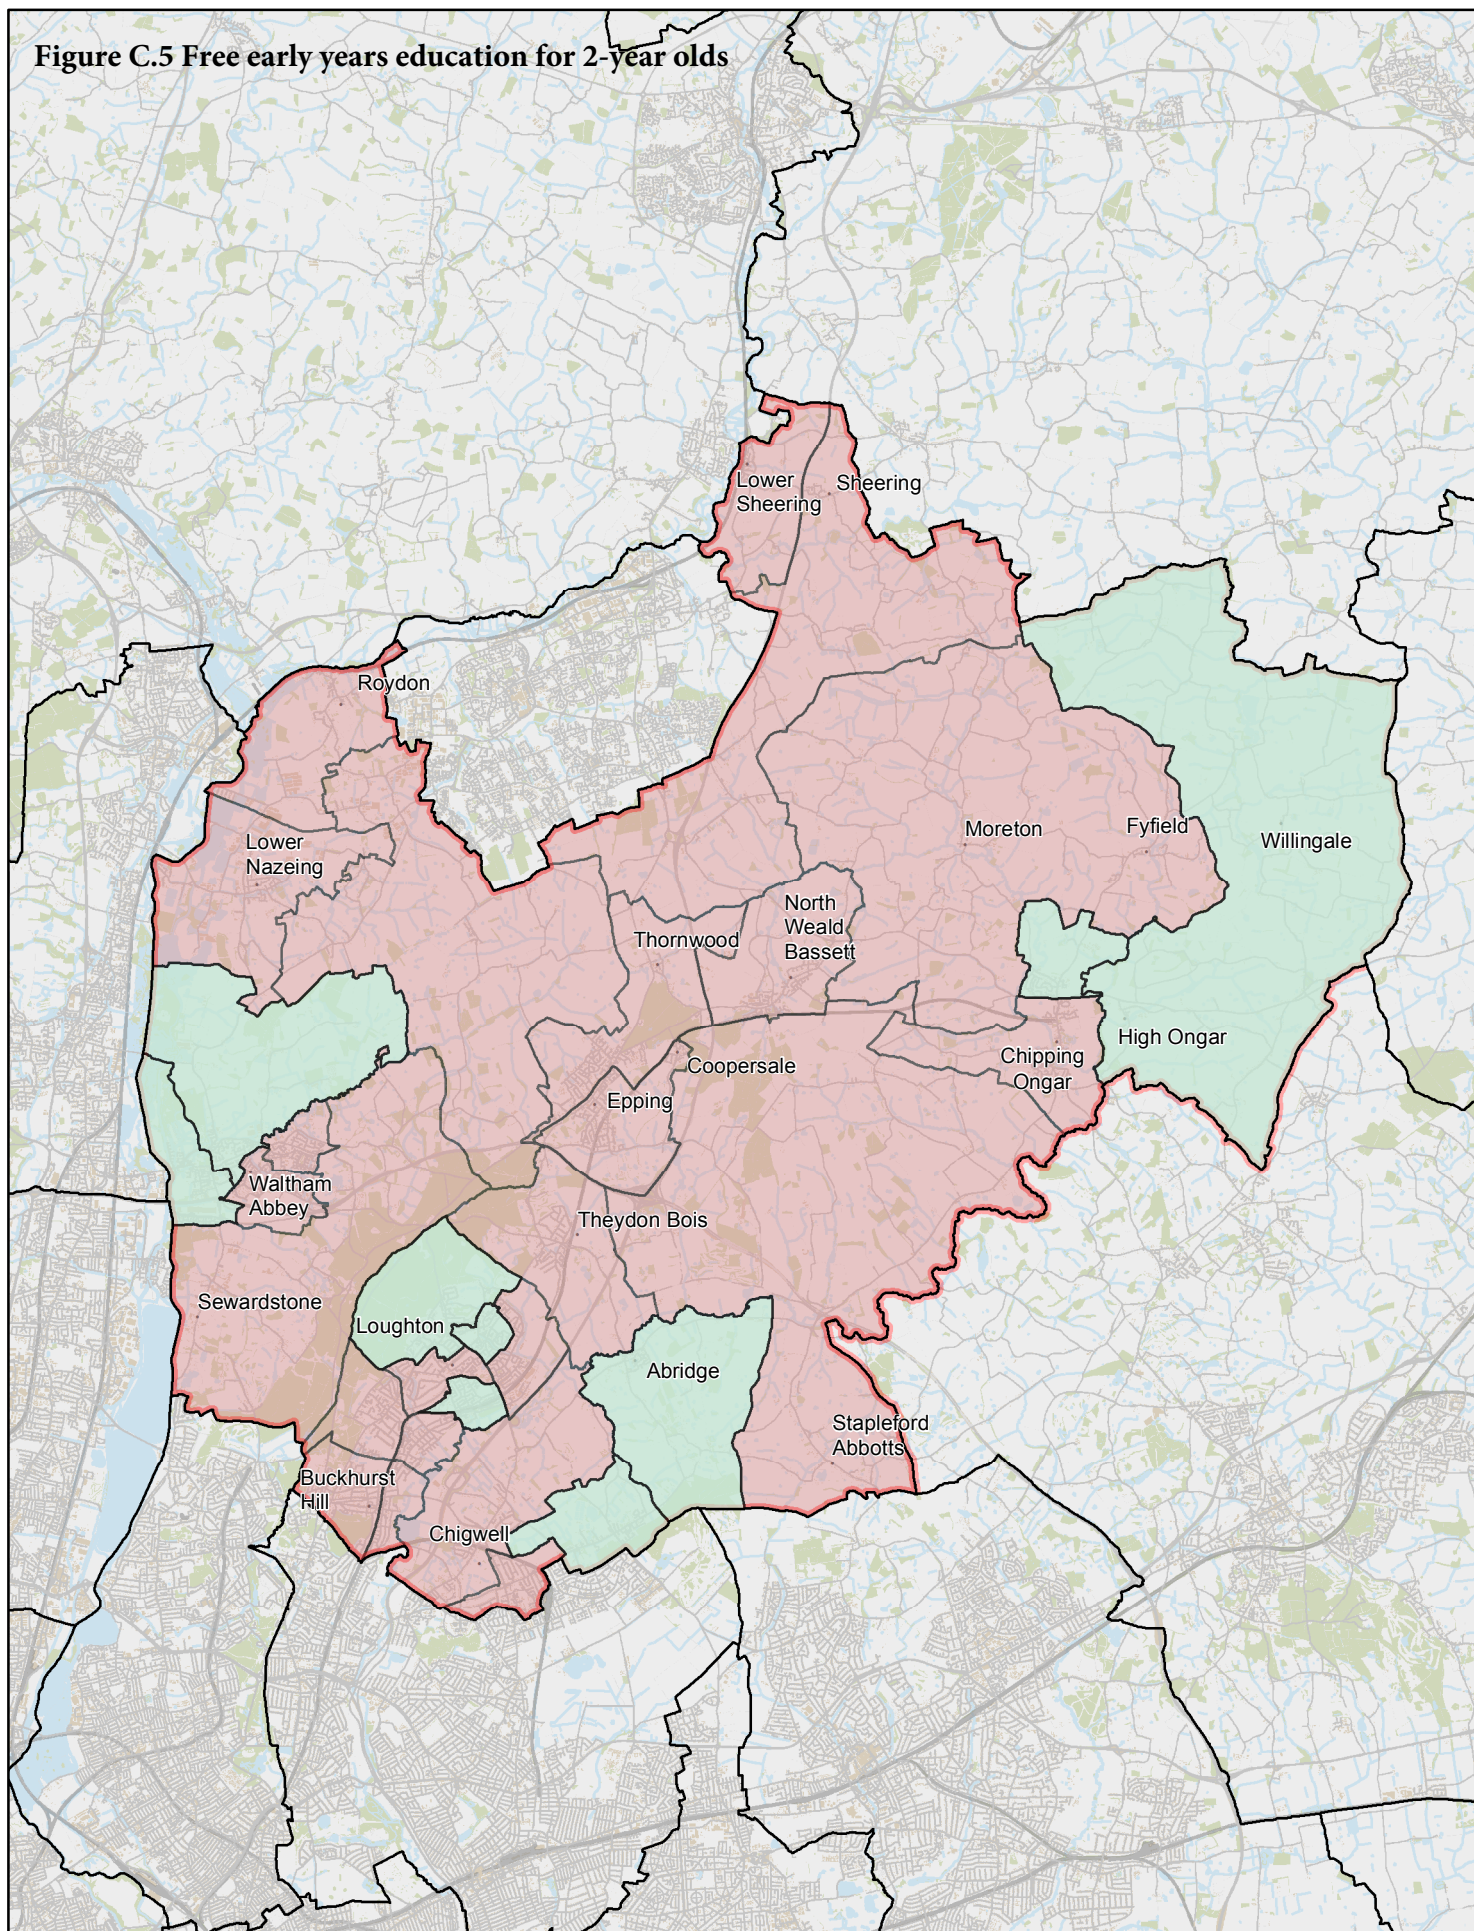 Figure C.5 Free early years education for 2-year olds
Lower
Sheering
Sheering
Roydon
Lower
Nazeing
Moreton
Fyfield
Willingale
North
Weald
Bassett
Thornwood
High Ongar
Chipping
Ongar
Coopersale
Epping
Waltham
Abbey
Theydon Bois
Sewardstone
Loughton
Abridge
Stapleford
Abbotts
Buckhurst
Hill
Chigwell